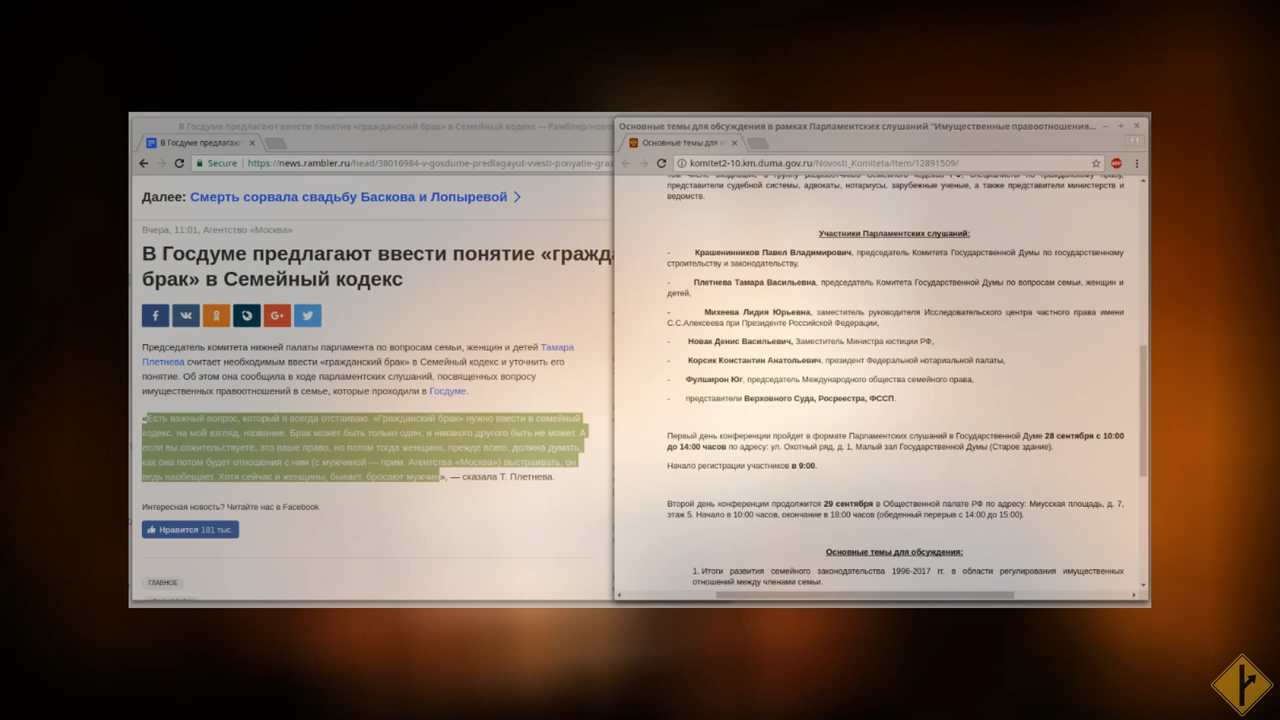 В Госдуме предлагают ввести понятие «гражданский брак» в Семейный кодекс — Рамблер/ново
В Госдуме предлагают
Secure https://news.rambler.ru/head/38016984-v-gosdume-predlagayut-vvesti-ponyatie-graz
Далее: Смерть сорвала свадьбу Баскова и Лопыревой
Вчера, 11:01, Агентство «Москва»
В Госдуме предлагают ввести понятие «гражда
брак» в Семейный кодекс
Председатель комитета нижней палаты парламента по вопросам семьи, женщин и детей Тамара
Плетнева считает необходимым ввести «гражданский брак» в Семейный кодекс и уточнить его
понятие. Об этом она сообщила в ходе парламентских слушаний, посвященных вопросу
имущественных правоотношений в семье, которые проходили в Госдуме.
«Есть важный вопрос, который я всегда отстаиваю. «Гражданский брак» нужно ввести в семейный
кодекс, на мой взгляд, название. Брак может быть только один, и никакого другого быть не может. А
если вы сожительствуете, это ваше право, но потом тогда женщина, прежде всего, должна думать,
как она потом будет отношения с ним (с мужчиной — прим. Агентства «Москва») выстраивать, он
ведь наобещает. Хотя сейчас и женщины, бывает, бросают мужчин», — сказала Т. Плетнева.
Интересная новость? Читайте нас в Facebook
Нравится 181 тыс.
ГЛАВНОЕ
Основные темы для обсуждения в рамках Парламентских слушаний "Имущественные правоотношения...
Основные темы для о
komitet2-10.km.duma.gov.ru/Novosti_Komiteta/Item/12891509/
том числе входящие в группу разработчиков Семейного кодекса РФ, специалисты по гражданскому праву,
представители судебной системы, адвокаты, нотариусы, зарубежные ученые, а также представители министерств и
ведомств.
Участники Парламентских слушаний:
- Крашенинников Павел Владимирович, председатель Комитета Государственной Думы по государственному
строительству и законодательству,
- Плетнева Тамара Васильевна, председатель Комитета Государственной Думы по вопросам семьи, женщин и
детей,
- Михеева Лидия Юрьевна, заместитель руководителя Исследовательского центра частного права имени
С.С.Алексеева при Президенте Российской Федерации,
- Новак Денис Васильевич, Заместитель Министра юстиции РФ,
- Корсик Константин Анатольевич, президент Федеральной нотариальной палаты,
- Фулширон Юг, председатель Международного общества семейного права,
- представители Верховного Суда, Росреестра, ФССП.
Первый день конференции пройдет в формате Парламентских слушаний в Государственной Думе 28 сентября с 10:00
до 14:00 часов по адресу: ул. Охотный ряд, д. 1, Малый зал Государственной Думы (Старое здание).
Начало регистрации участников в 9:00.
Второй день конференции продолжится 29 сентября в Общественной палате РФ по адресу: Миусская площадь, д. 7,
этаж 5. Начало в 10:00 часов, окончание в 18:00 часов (обеденный перерыв с 14:00 до 15:00).
Основные темы для обсуждения:
1. Итоги развития семейного законодательства 1996-2017 гг. в области регулирования имущественных
отношений между членами семьи.